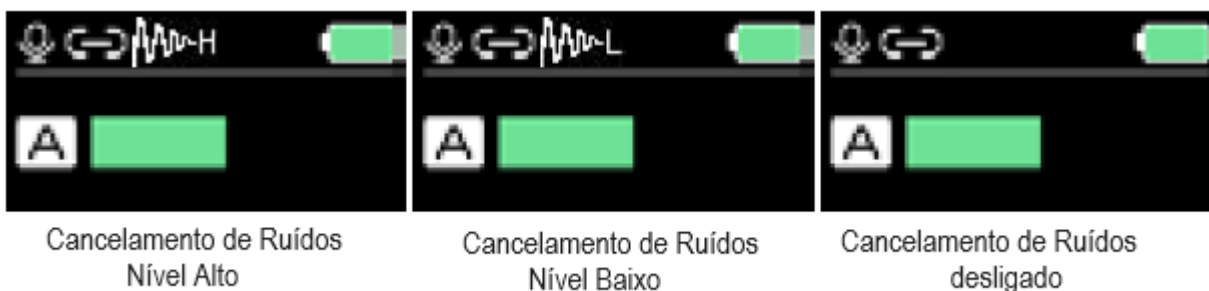 H
L
A
A
A
Cancelamento de Ruídos
Nível Alto
Cancelamento de Ruídos
Nível Baixo
Cancelamento de Ruídos
desligado